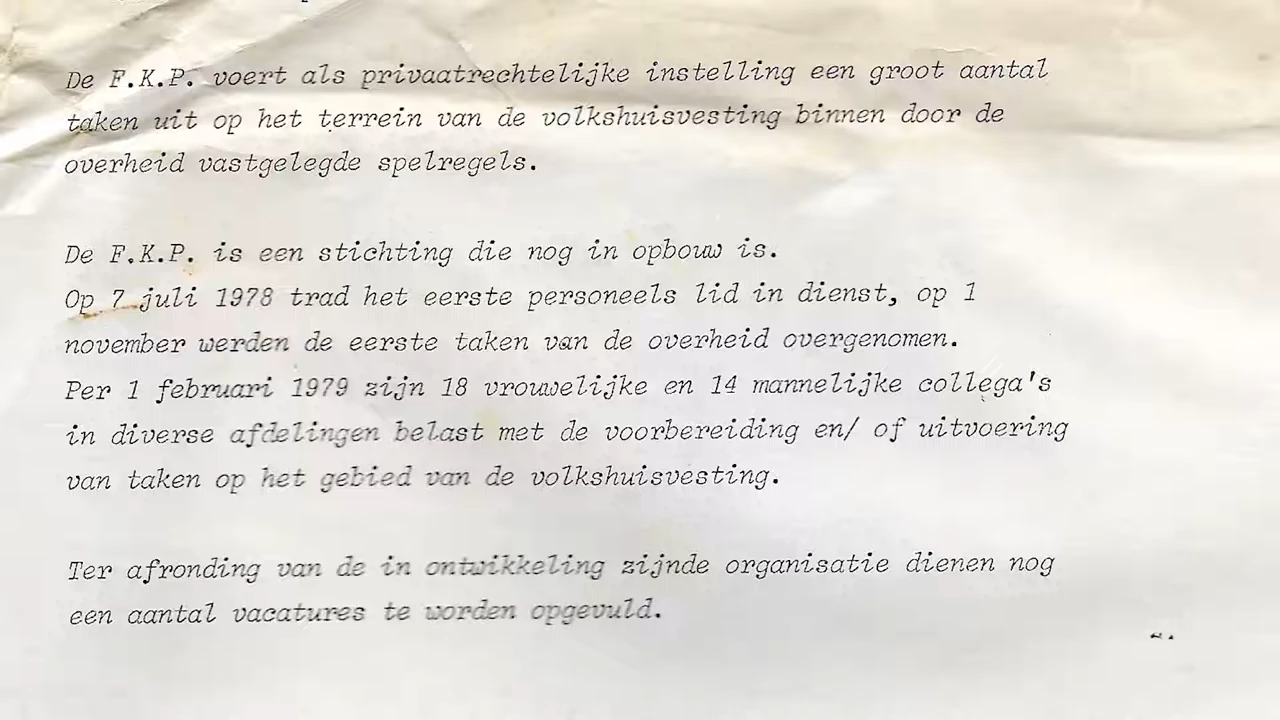 De F.K.P. voert als privaatrechtelijke instelling een groot aantal
taken uit op het terrein van de volkshuisvesting binnen door de
overheid vastgelegde spelregels.
De F.K.P. is een stichting die nog in opbouw is.
Op 7 juli 1978 trad het eerste personeels lid in dienst, op 1
november werden de eerste taken van de overheid overgenomen.
Per 1 februari 1979 zijn 18 vrouwelijke en 14 mannelijke collega's
in diverse afdelingen belast met de voorbereiding en/ of uitvoering
van taken op het gebied van de volkshuisvesting.
Ter afronding van de in ontwikkeling zijnde organisatie dienen nog
een aantal vacatures te worden opgevuld.